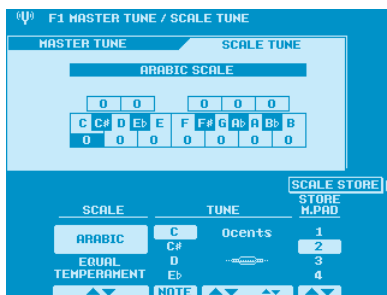 F1 MASTER TUNE / SCALE TUNE
MASTER TUNE SCALE TUNE
ARABIC SCALE
0 0 0 0 0
C C# D E♭ E F F# G A♭ A B♭ B
0 0 0 0 0 0 0
SCALE STORE
SCALE TUNE STORE M.PAD
ARABIC C 0cents 1
C# 2
EQUAL TEMPERAMENT D 3
E♭ 4
NOTE